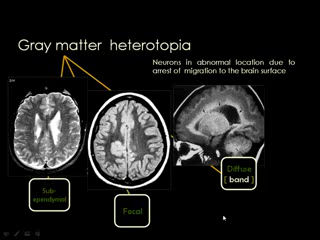 Gray matter heterotopia
Neurons in abnormal location due to
arrest of migration to the brain surface
Sub-
ependymal
Focal
Diffuse
[ band ]